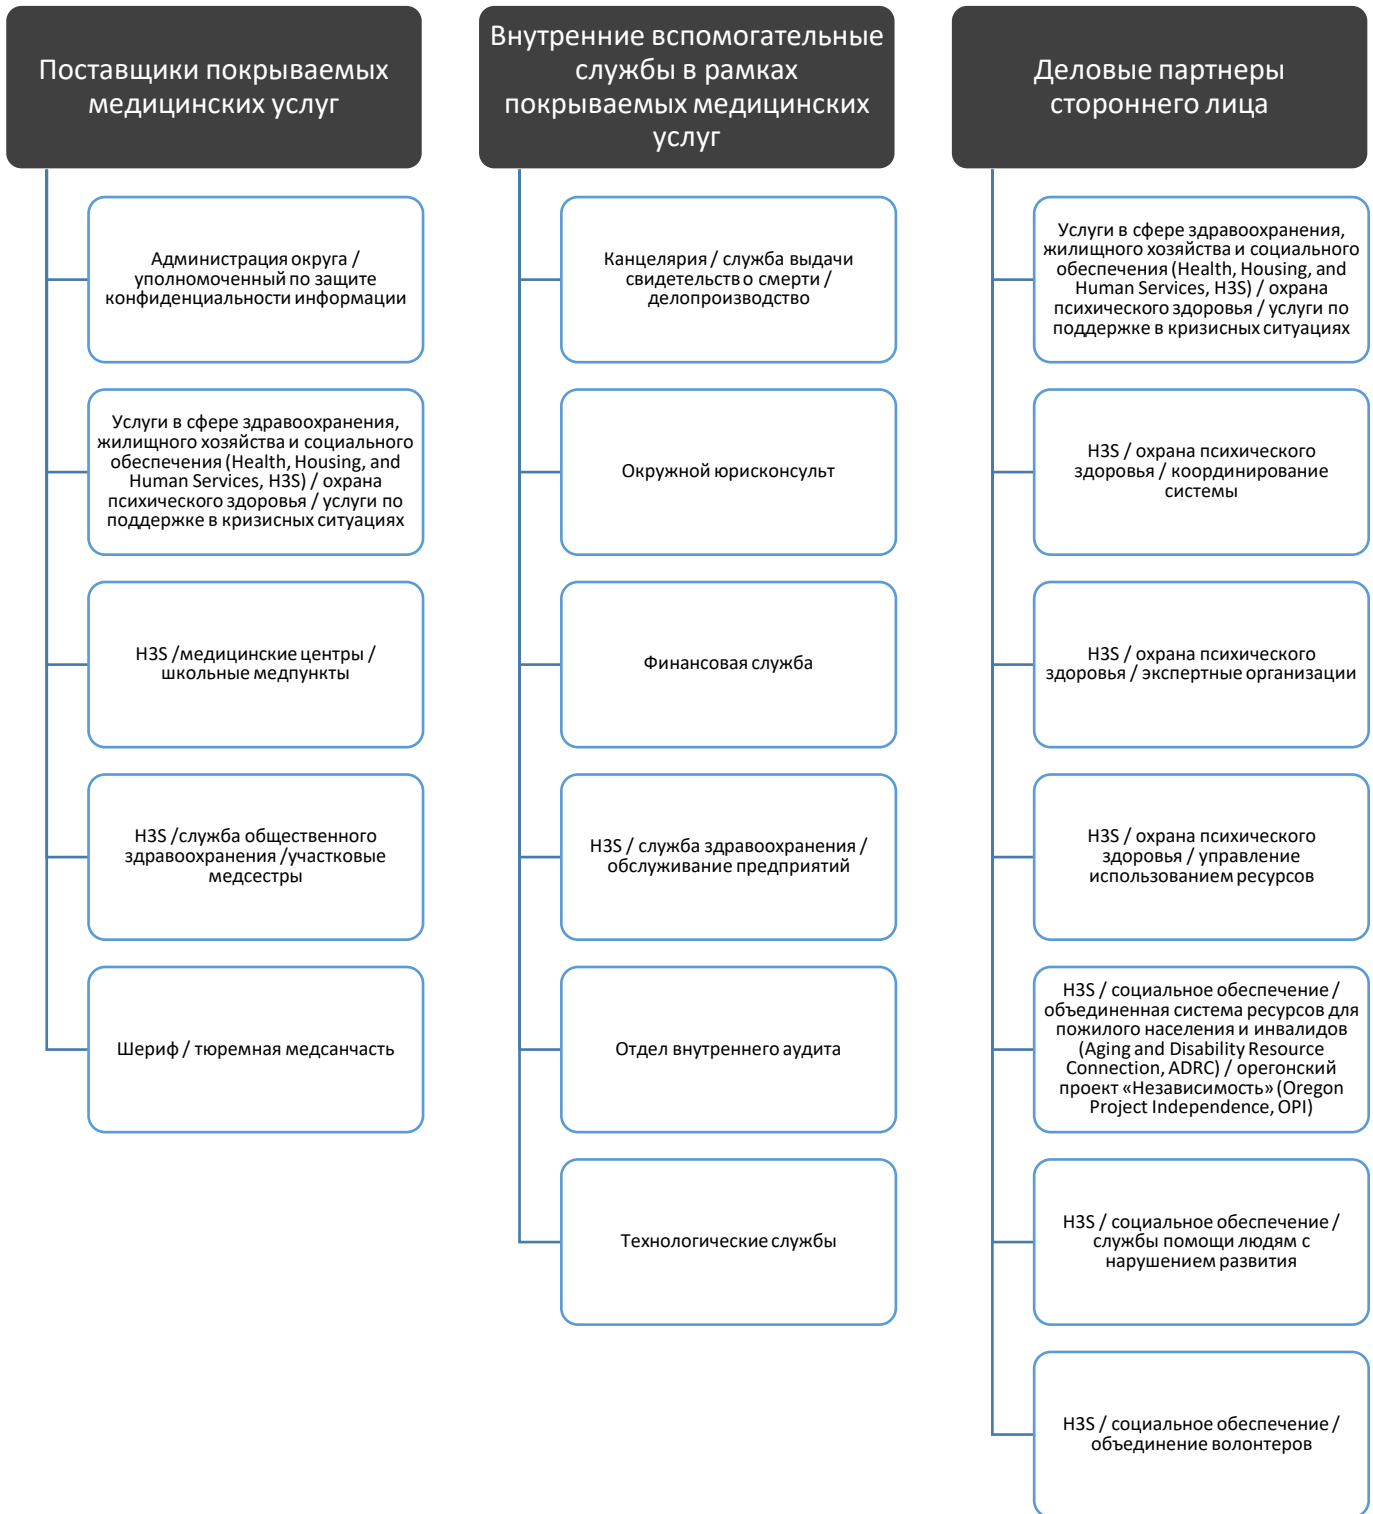 Поставщики покрываемых
медицинских услуг
Администрация округа /
уполномоченный по защите
конфиденциальности информации
Услуги в сфере здравоохранения,
жилищного хозяйства и социального
обеспечения (Health, Housing, and
Human Services, H3S) / охрана
психического здоровья / услуги по
поддержке в кризисных ситуациях
H3S /медицинские центры /
школьные медпункты
H3S /служба общественного
здравоохранения /участковые
медсестры
Шериф / тюремная медсанчасть
Внутренние вспомогательные
службы в рамках
покрываемых медицинских
услуг
Канцелярия / служба выдачи
свидетельств о смерти /
делопроизводство
Окружной юрисконсульт
Финансовая служба
H3S / служба здравоохранения /
обслуживание предприятий
Отдел внутреннего аудита
Технологические службы
Деловые партнеры
стороннего лица
Услуги в сфере здравоохранения,
жилищного хозяйства и социального
обеспечения (Health, Housing, and
Human Services, H3S) / охрана
психического здоровья / услуги по
поддержке в кризисных ситуациях
H3S / охрана психического
здоровья / координирование
системы
H3S / охрана психического
здоровья / экспертные организации
H3S / охрана психического
здоровья / управление
использованием ресурсов
H3S / социальное обеспечение /
объединенная система ресурсов для
пожилого населения и инвалидов
(Aging and Disability Resource
Connection, ADRC) / орегонский
проект «Независимость» (Oregon
Project Independence, OPI)
H3S / социальное обеспечение /
службы помощи людям с
нарушением развития
H3S / социальное обеспечение /
объединение волонтеров